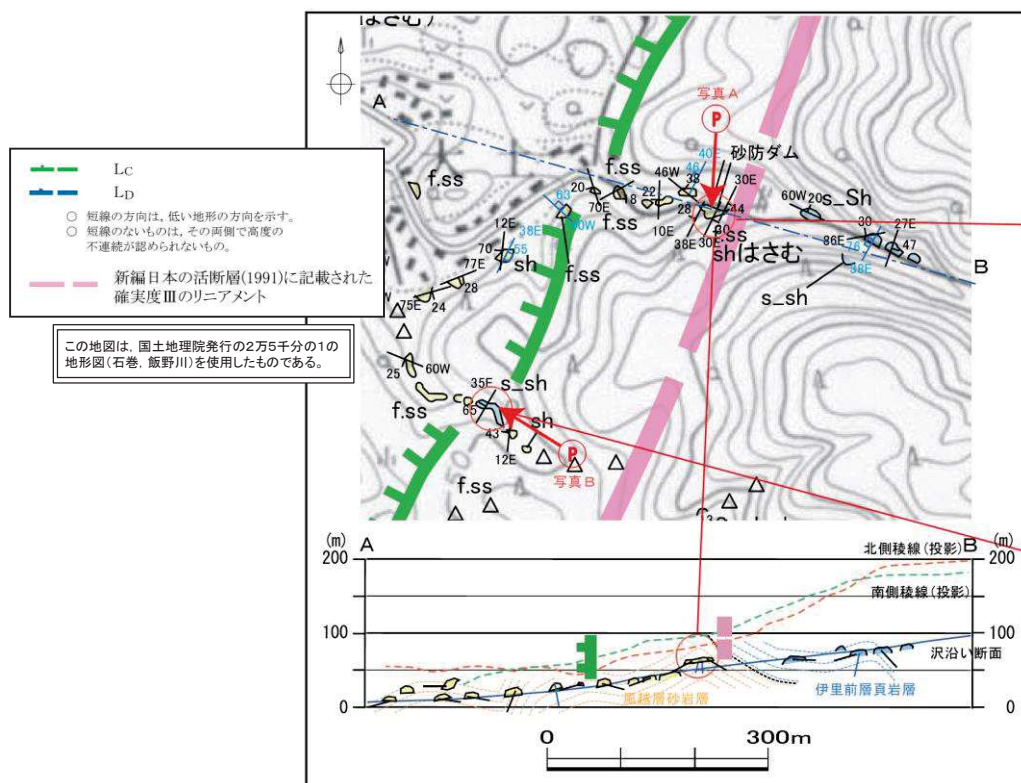 はさむ)
A
写真A
P
40E
砂防ダム
46
46W
38
f.ss
f.ss
20
63
70E
18
22
28
44
30E
60W
20
s_Sh
f.ss
10E
38E
30E
30
f.ss
shはさむ
30
27E
86E
76
47
38E
s_sh
B
12E
38E
70
55
60W
sh
f.ss
77E
28
75E
24
25
60W
f.ss
35E
s_sh
65
sh
43
12E
P
写真B
f.ss
LC
LD
○ 短線の方向は,低い地形の方向を示す。
○ 短線のないものは,その両側で高度の
不連続が認められないもの。
新編日本の活断層(1991)に記載された
確実度Ⅲのリニアメント
この地図は,国土地理院発行の2万5千分の1の
地形図(石巻,飯野川)を使用したものである。
(m) A
B (m)
200
200
北側稜線(投影)
南側稜線(投影)
100
100
沢沿い断面
風越層砂岩層
伊里前層頁岩層
0
0
0
300m